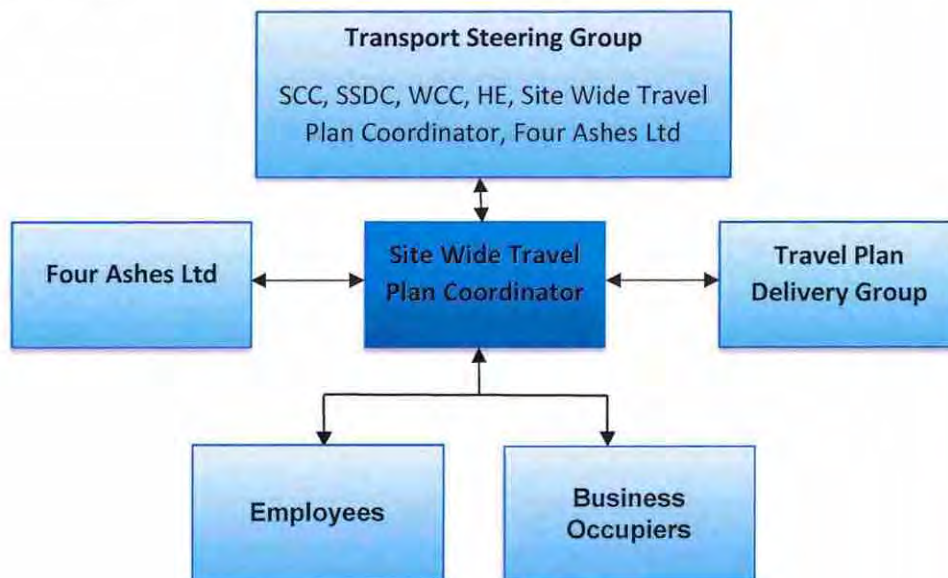 Transport Steering Group
SCC, SSDC, WCC, HE, Site Wide Travel
Plan Coordinator, Four Ashes Ltd
Four Ashes Ltd
Site Wide Travel
Plan Coordinator
Travel Plan
Delivery Group
Employees
Business
Occupiers